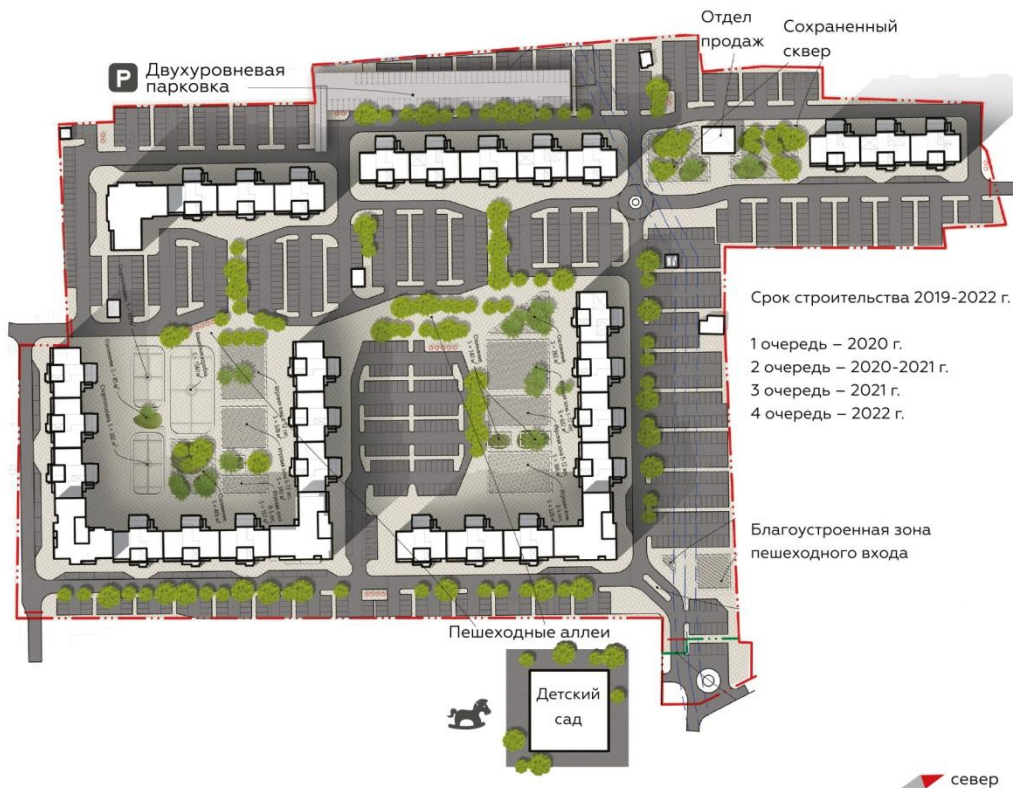 Отдел
продаж
Сохраненный
сквер
P Двухуровневая
парковка
Срок строительства 2019-2022 г.
1 очередь – 2020 г.
2 очередь – 2020-2021 г.
3 очередь – 2021 г.
4 очередь – 2022 г.
Благоустроенная зона
пешеходного входа
Пешеходные аллеи
Детский
сад
север